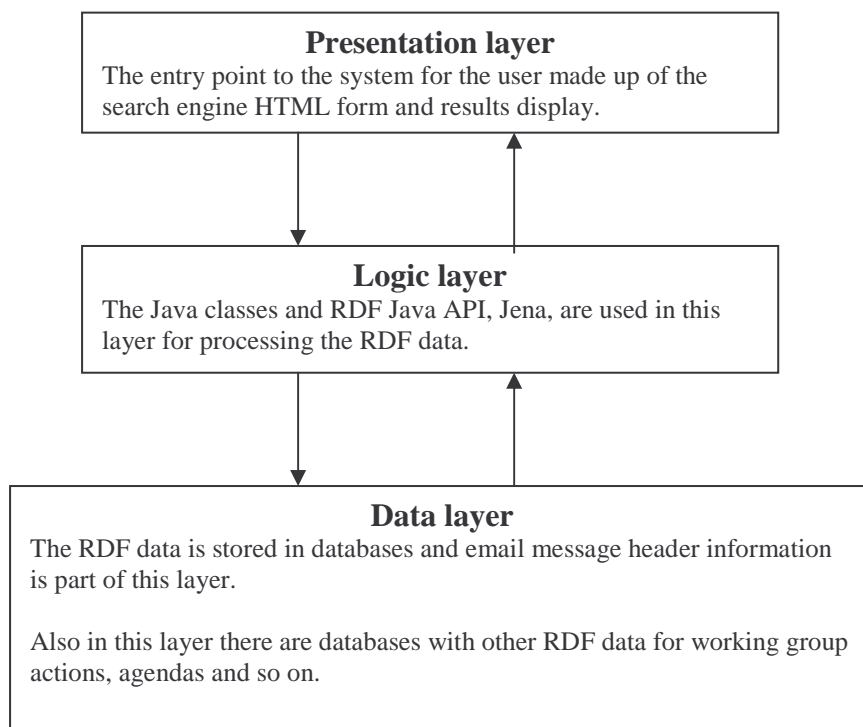 Presentation layer
The entry point to the system for the user made up of the
search engine HTML form and results display.
Logic layer
The Java classes and RDF Java API, Jena, are used in this
layer for processing the RDF data.
Data layer
The RDF data is stored in databases and email message header information
is part of this layer.
Also in this layer there are databases with other RDF data for working group
actions, agendas and so on.